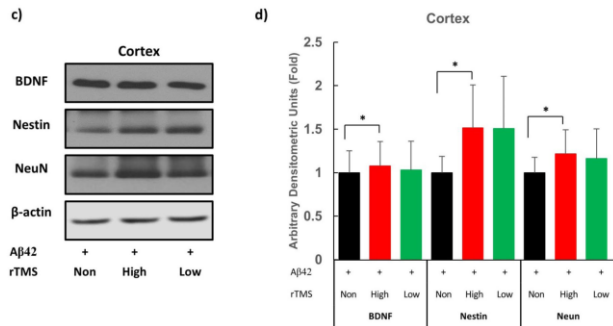 c)
Cortex
BDNF
Nestin
NeuN
β-actin
Aβ42 + + +
rTMS Non High Low
d)
Cortex
Arbitrary Densitometric Units (Fold)
2.5
2
1.5
1
0.5
0
* * *
Aβ42 + + + + + + + + +
rTMS Non High Low Non High Low Non High Low
BDNF Nestin Neun